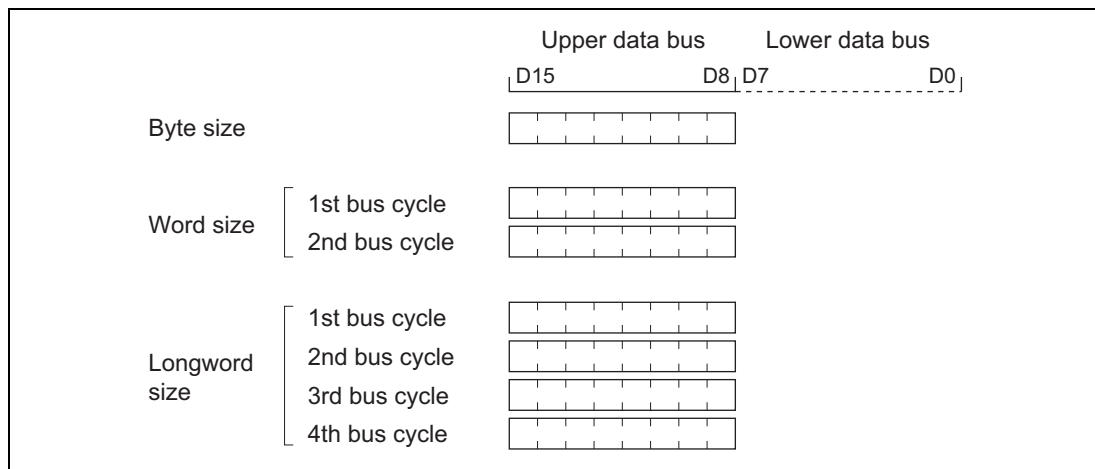 Upper data bus Lower data bus
D15 D8 D7 D0
Byte size
Word size
1st bus cycle
2nd bus cycle
Longword
size
1st bus cycle
2nd bus cycle
3rd bus cycle
4th bus cycle